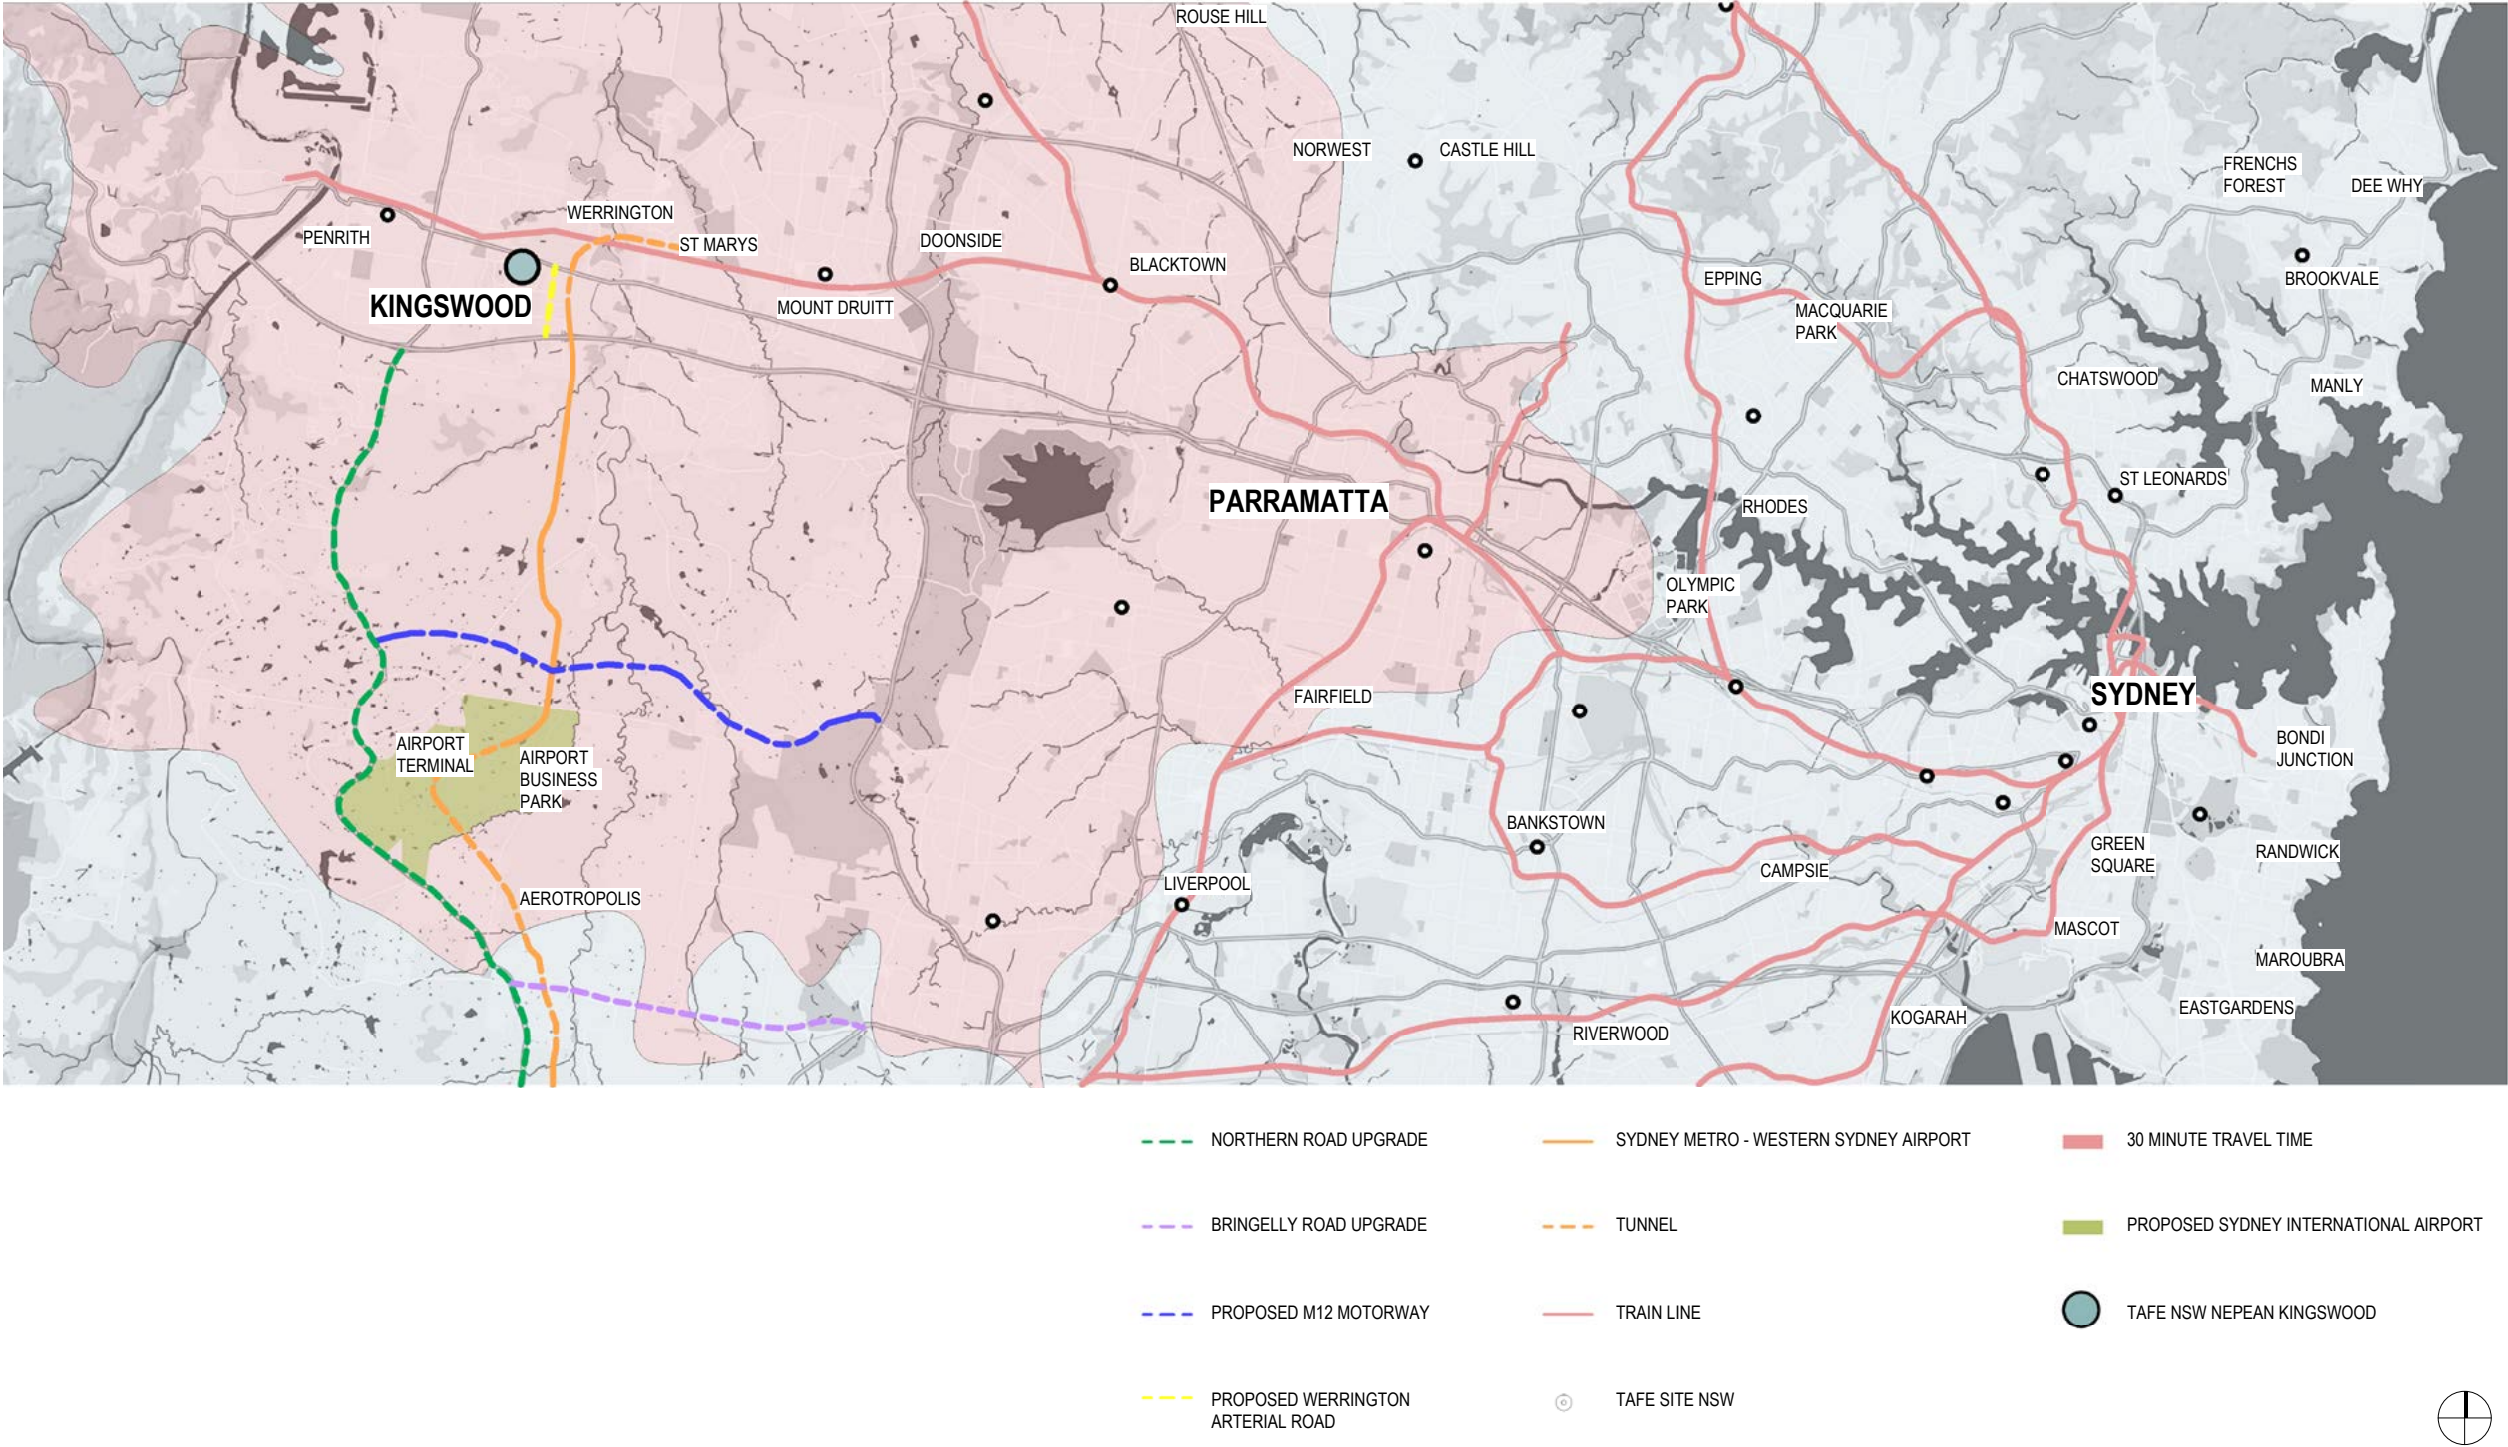 ROUSE HILL
NORWEST
CASTLE HILL
FRENCHS
FOREST
DEE WHY
WERRINGTON
PENRITH
ST MARYS
DOONSIDE
BLACKTOWN
EPPING
BROOKVALE
KINGSWOOD
MOUNT DRUITT
MACQUARIE
PARK
CHATSWOOD
MANLY
ST LEONARDS
PARRAMATTA
RHODES
OLYMPIC
PARK
FAIRFIELD
SYDNEY
BONDI
JUNCTION
AIRPORT
TERMINAL
AIRPORT
BUSINESS
PARK
BANKSTOWN
GREEN
SQUARE
RANDWICK
CAMPSIE
LIVERPOOL
AEROTROPOLIS
MASCOT
MAROUBRA
EASTGARDENS
KOGARAH
RIVERWOOD
NORTHERN ROAD UPGRADE
SYDNEY METRO - WESTERN SYDNEY AIRPORT
30 MINUTE TRAVEL TIME
BRINGELLY ROAD UPGRADE
TUNNEL
PROPOSED SYDNEY INTERNATIONAL AIRPORT
PROPOSED M12 MOTORWAY
TRAIN LINE
TAFE NSW NEPEAN KINGSWOOD
PROPOSED WERRINGTON
ARTERIAL ROAD
TAFE SITE NSW